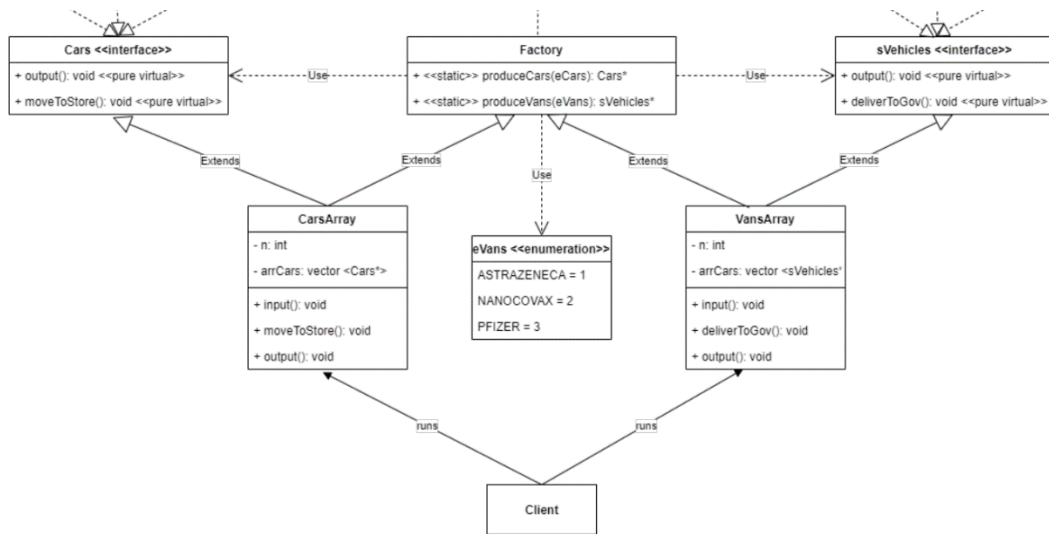 Cars <<interface>>
+ output(): void <<pure virtual>>
+ moveToStore(): void <<pure virtual>>
Use
Factory
+ <<static>> produceCars(eCars): Cars*
+ <<static>> produceVans(eVans): sVehicles*
Use
sVehicles <<interface>>
+ output(): void <<pure virtual>>
+ deliverToGov(): void <<pure virtual>>
Extends
Extends
Use
Extends
Extends
CarsArray
- n: int
- arrCars: vector <Cars*>
+ input(): void
+ moveToStore(): void
+ output(): void
eVans <<enumeration>>
ASTRAZENECA = 1
NANOCOVAX = 2
PFIZER = 3
VansArray
- n: int
- arrCars: vector <sVehicles*
+ input(): void
+ deliverToGov(): void
+ output(): void
runs
runs
Client